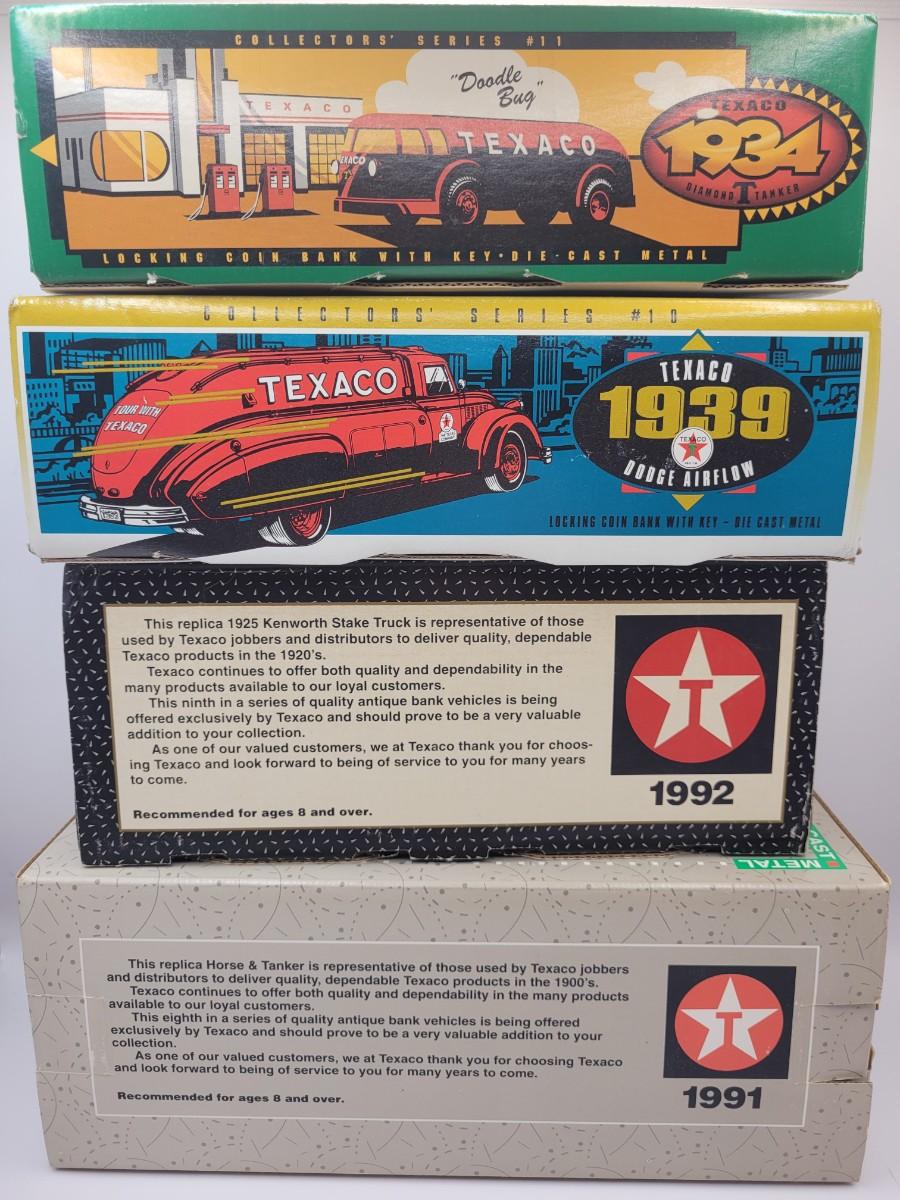 COLLECTORS' SERIES #11
"Doodle
Bug"
TEXACO
TEXACO
TEXACO
TEXACO
1934
DIAMOND T TANKER
LOCKING COIN BANK WITH KEY • DIE-CAST METAL
COLLECTORS' SERIES #10
TEXACO
TOUR WITH
TEXACO
TEXACO
1939
TEXACO
DODGE AIRFLOW
LOCKING COIN BANK WITH KEY – DIE CAST METAL
This replica 1925 Kenworth Stake Truck is representative of those
used by Texaco jobbers and distributors to deliver quality, dependable
Texaco products in the 1920's.
Texaco continues to offer both quality and dependability in the
many products available to our loyal customers.
This ninth in a series of quality antique bank vehicles is being
offered exclusively by Texaco and should prove to be a very valuable
addition to your collection.
As one of our valued customers, we at Texaco thank you for choos-
ing Texaco and look forward to being of service to you for many years
to come.
Recommended for ages 8 and over.
T
1992
CAST
METAL
This replica Horse & Tanker is representative of those used by Texaco jobbers
and distributors to deliver quality, dependable Texaco products in the 1900's.
Texaco continues to offer both quality and dependability in the many products
available to our loyal customers.
This eighth in a series of quality antique bank vehicles is being offered
exclusively by Texaco and should prove to be a very valuable addition to your
collection.
As one of our valued customers, we at Texaco thank you for choosing Texaco
and look forward to being of service to you for many years to come.
Recommended for ages 8 and over.
T
1991